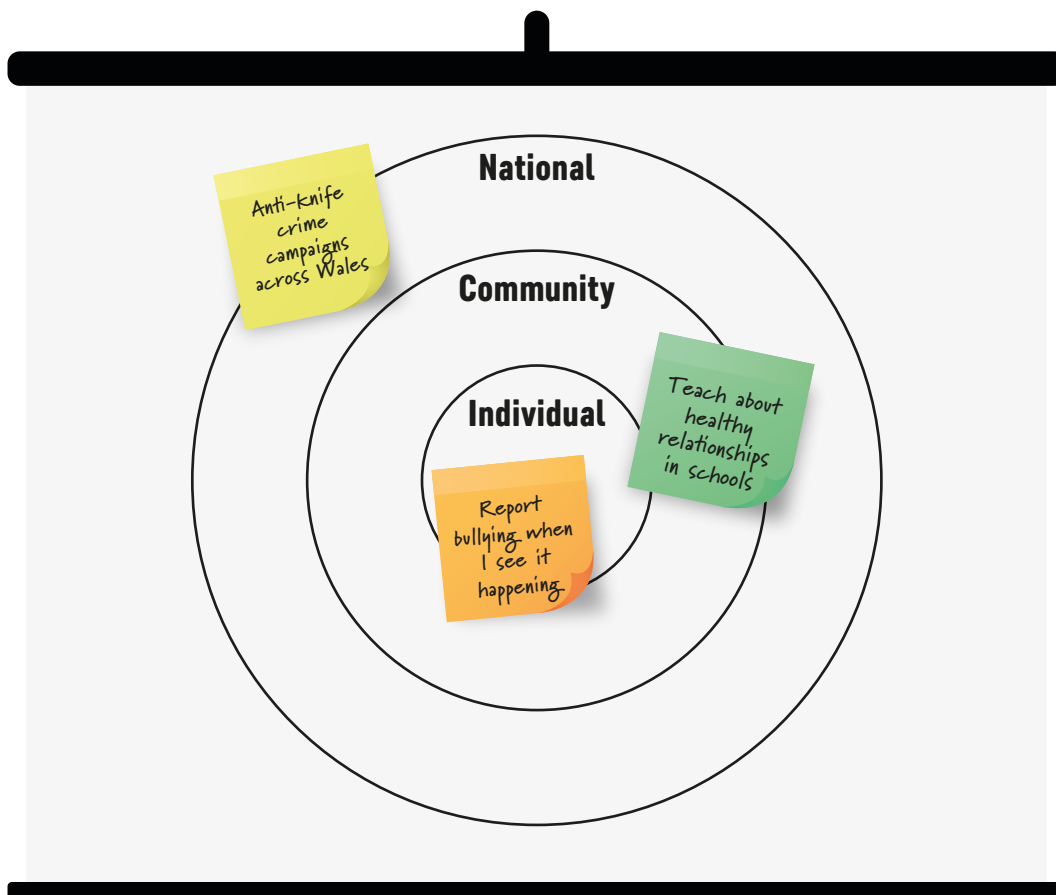 National
Anti-knife
crime
campaigns
across Wales
Community
Teach about
healthy
relationships
in schools
Individual
Report
bullying when
I see it
happening